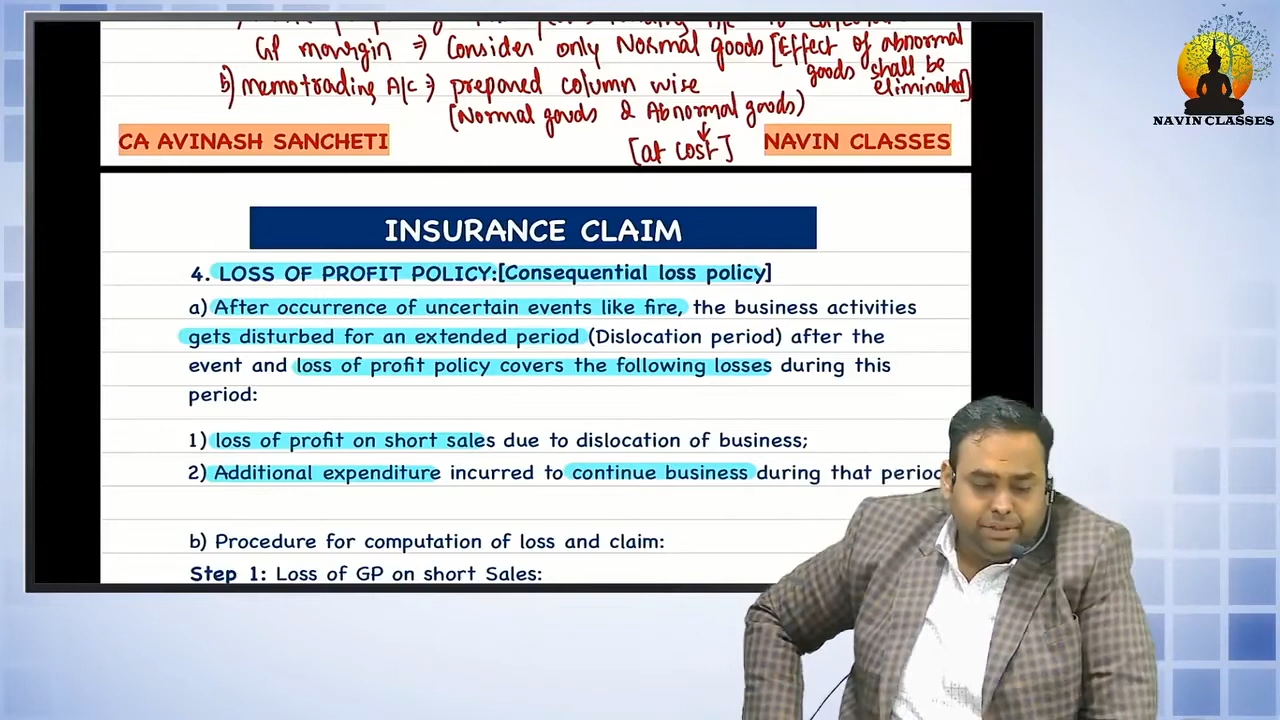 GP margin ⇒ Consider only Normal goods [Effect of abnormal
goods shall be
eliminated]
b) memotrading A/c ⇒ prepared column wise
(Normal goods & Abnormal goods)
[at cost]
CA AVINASH SANCHETI
NAVIN CLASSES
NAVIN CLASSES
INSURANCE CLAIM
4. LOSS OF PROFIT POLICY:[Consequential loss policy]
a) After occurrence of uncertain events like fire, the business activities
gets disturbed for an extended period (Dislocation period) after the
event and loss of profit policy covers the following losses during this
period:
1) loss of profit on short sales due to dislocation of business;
2) Additional expenditure incurred to continue business during that
b) Procedure for computation of loss and claim:
Step 1: Loss of GP on short Sales: